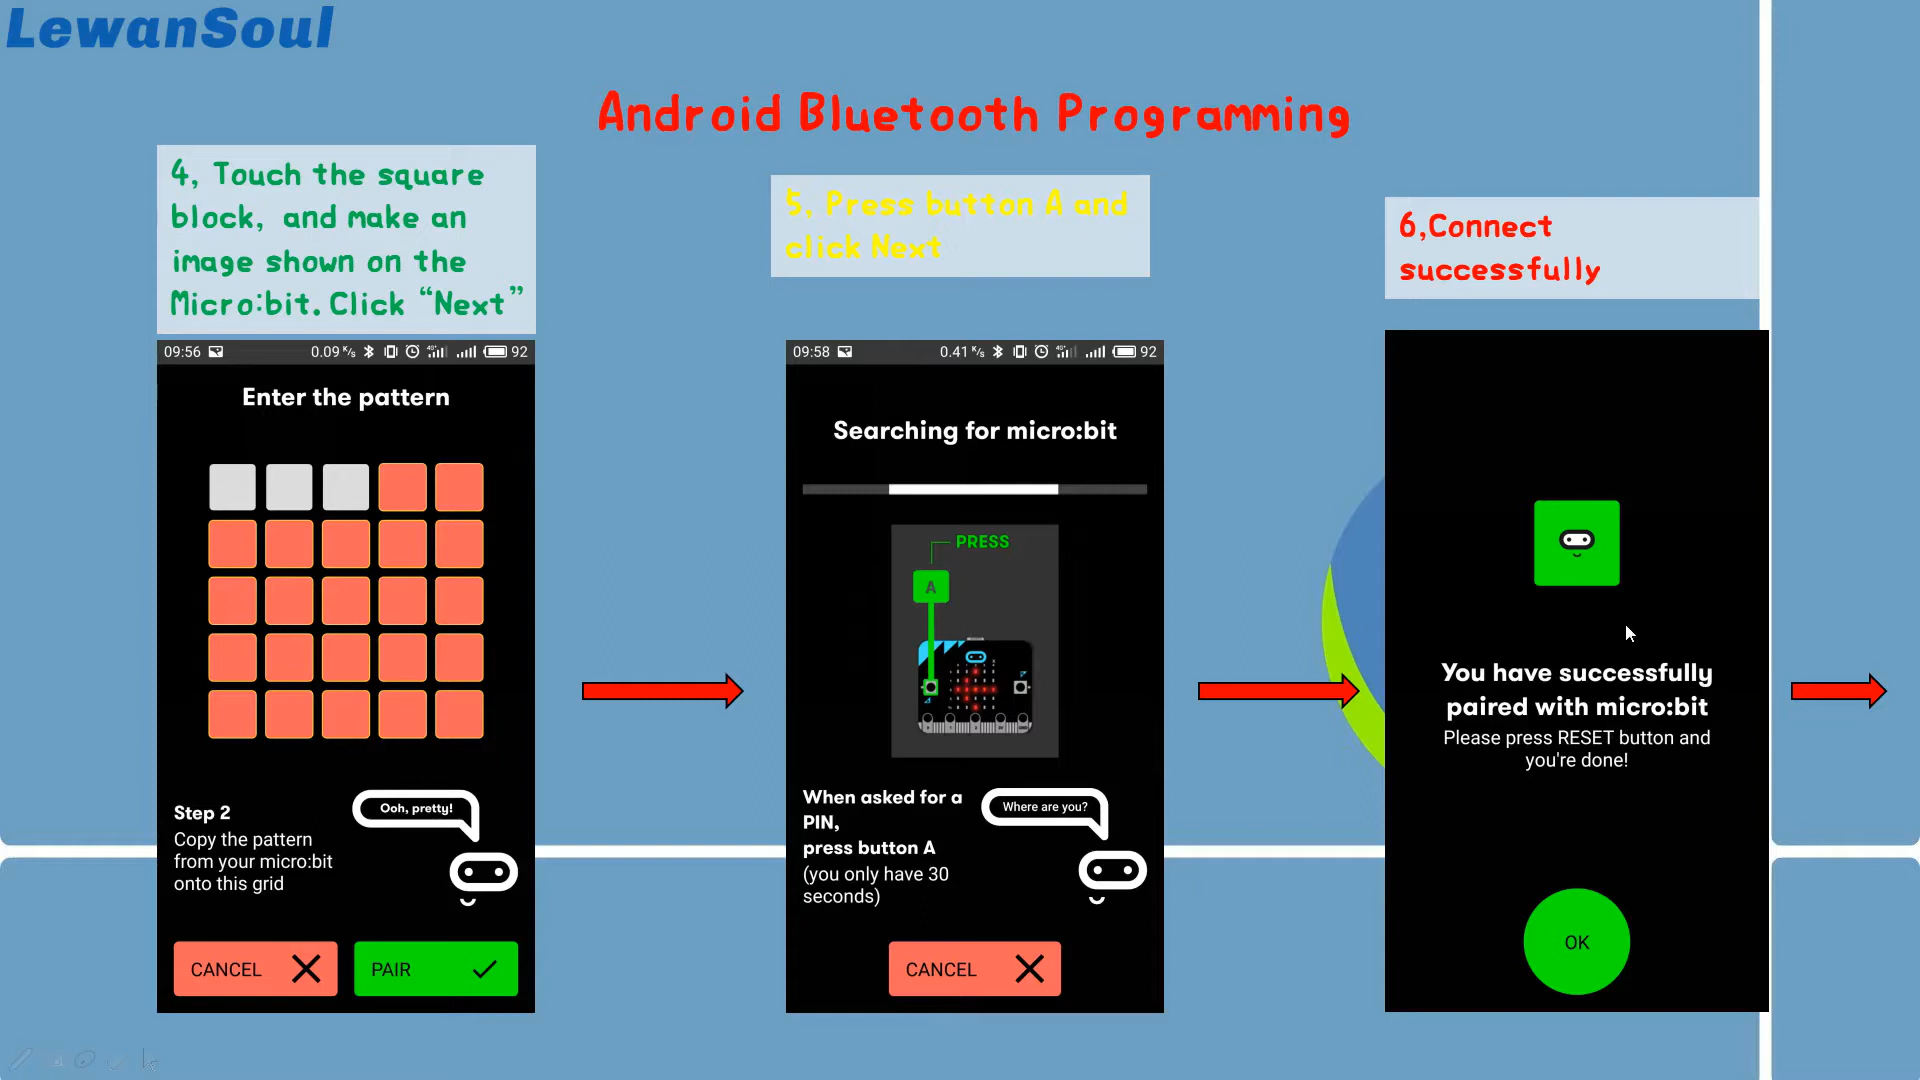 LewanSoul
Android Bluetooth Programming
4, Touch the square
block, and make an
image shown on the
Micro:bit. Click “Next”
09:56 0.09 K/s 4G 92
Enter the pattern
Step 2
Copy the pattern
from your micro:bit
onto this grid
Ooh, pretty!
CANCEL PAIR
5, Press button A and
click Next
09:58 0.41 K/s 4G 92
Searching for micro:bit
PRESS
A
When asked for a
PIN,
press button A
(you only have 30
seconds)
Where are you?
CANCEL
6,Connect
successfully
You have successfully
paired with micro:bit
Please press RESET button and
you're done!
OK